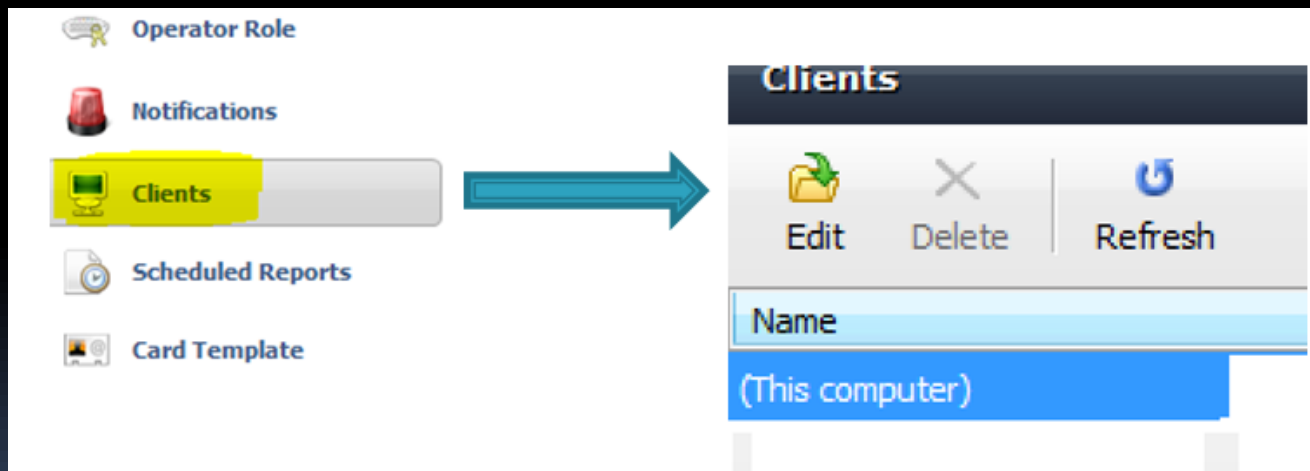 Operator Role
Notifications
Clients
Scheduled Reports
Card Template
Clients
Edit Delete Refresh
Name
(This computer)